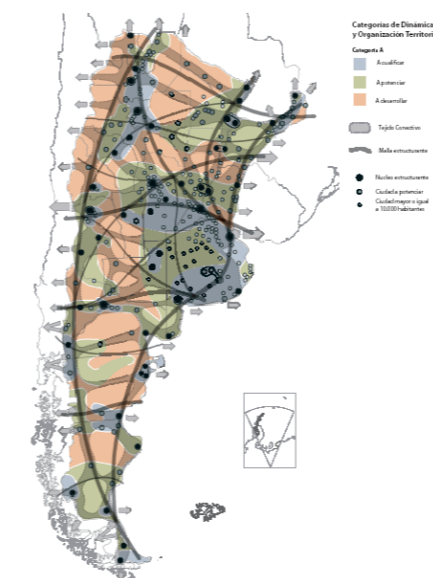 Categorías de Dinámica
y Organización Territori
Categoría A
A cualificar
A potenciar
A desarrollar
Tejido Conectivo
Malla estructurante
Nucleo estructurante
Ciudad a potenciar
Ciudad mayor o igual
a 10.000 habitantes